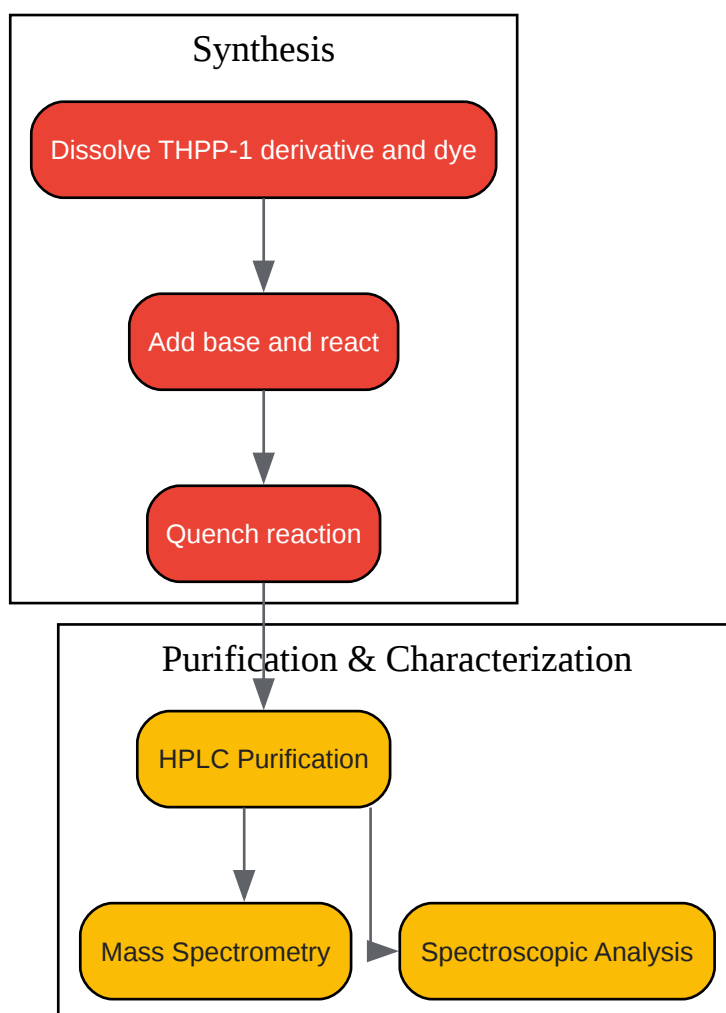 Synthesis
Dissolve THPP-1 derivative and dye
Add base and react
Quench reaction
Purification & Characterization
HPLC Purification
Mass Spectrometry
Spectroscopic Analysis